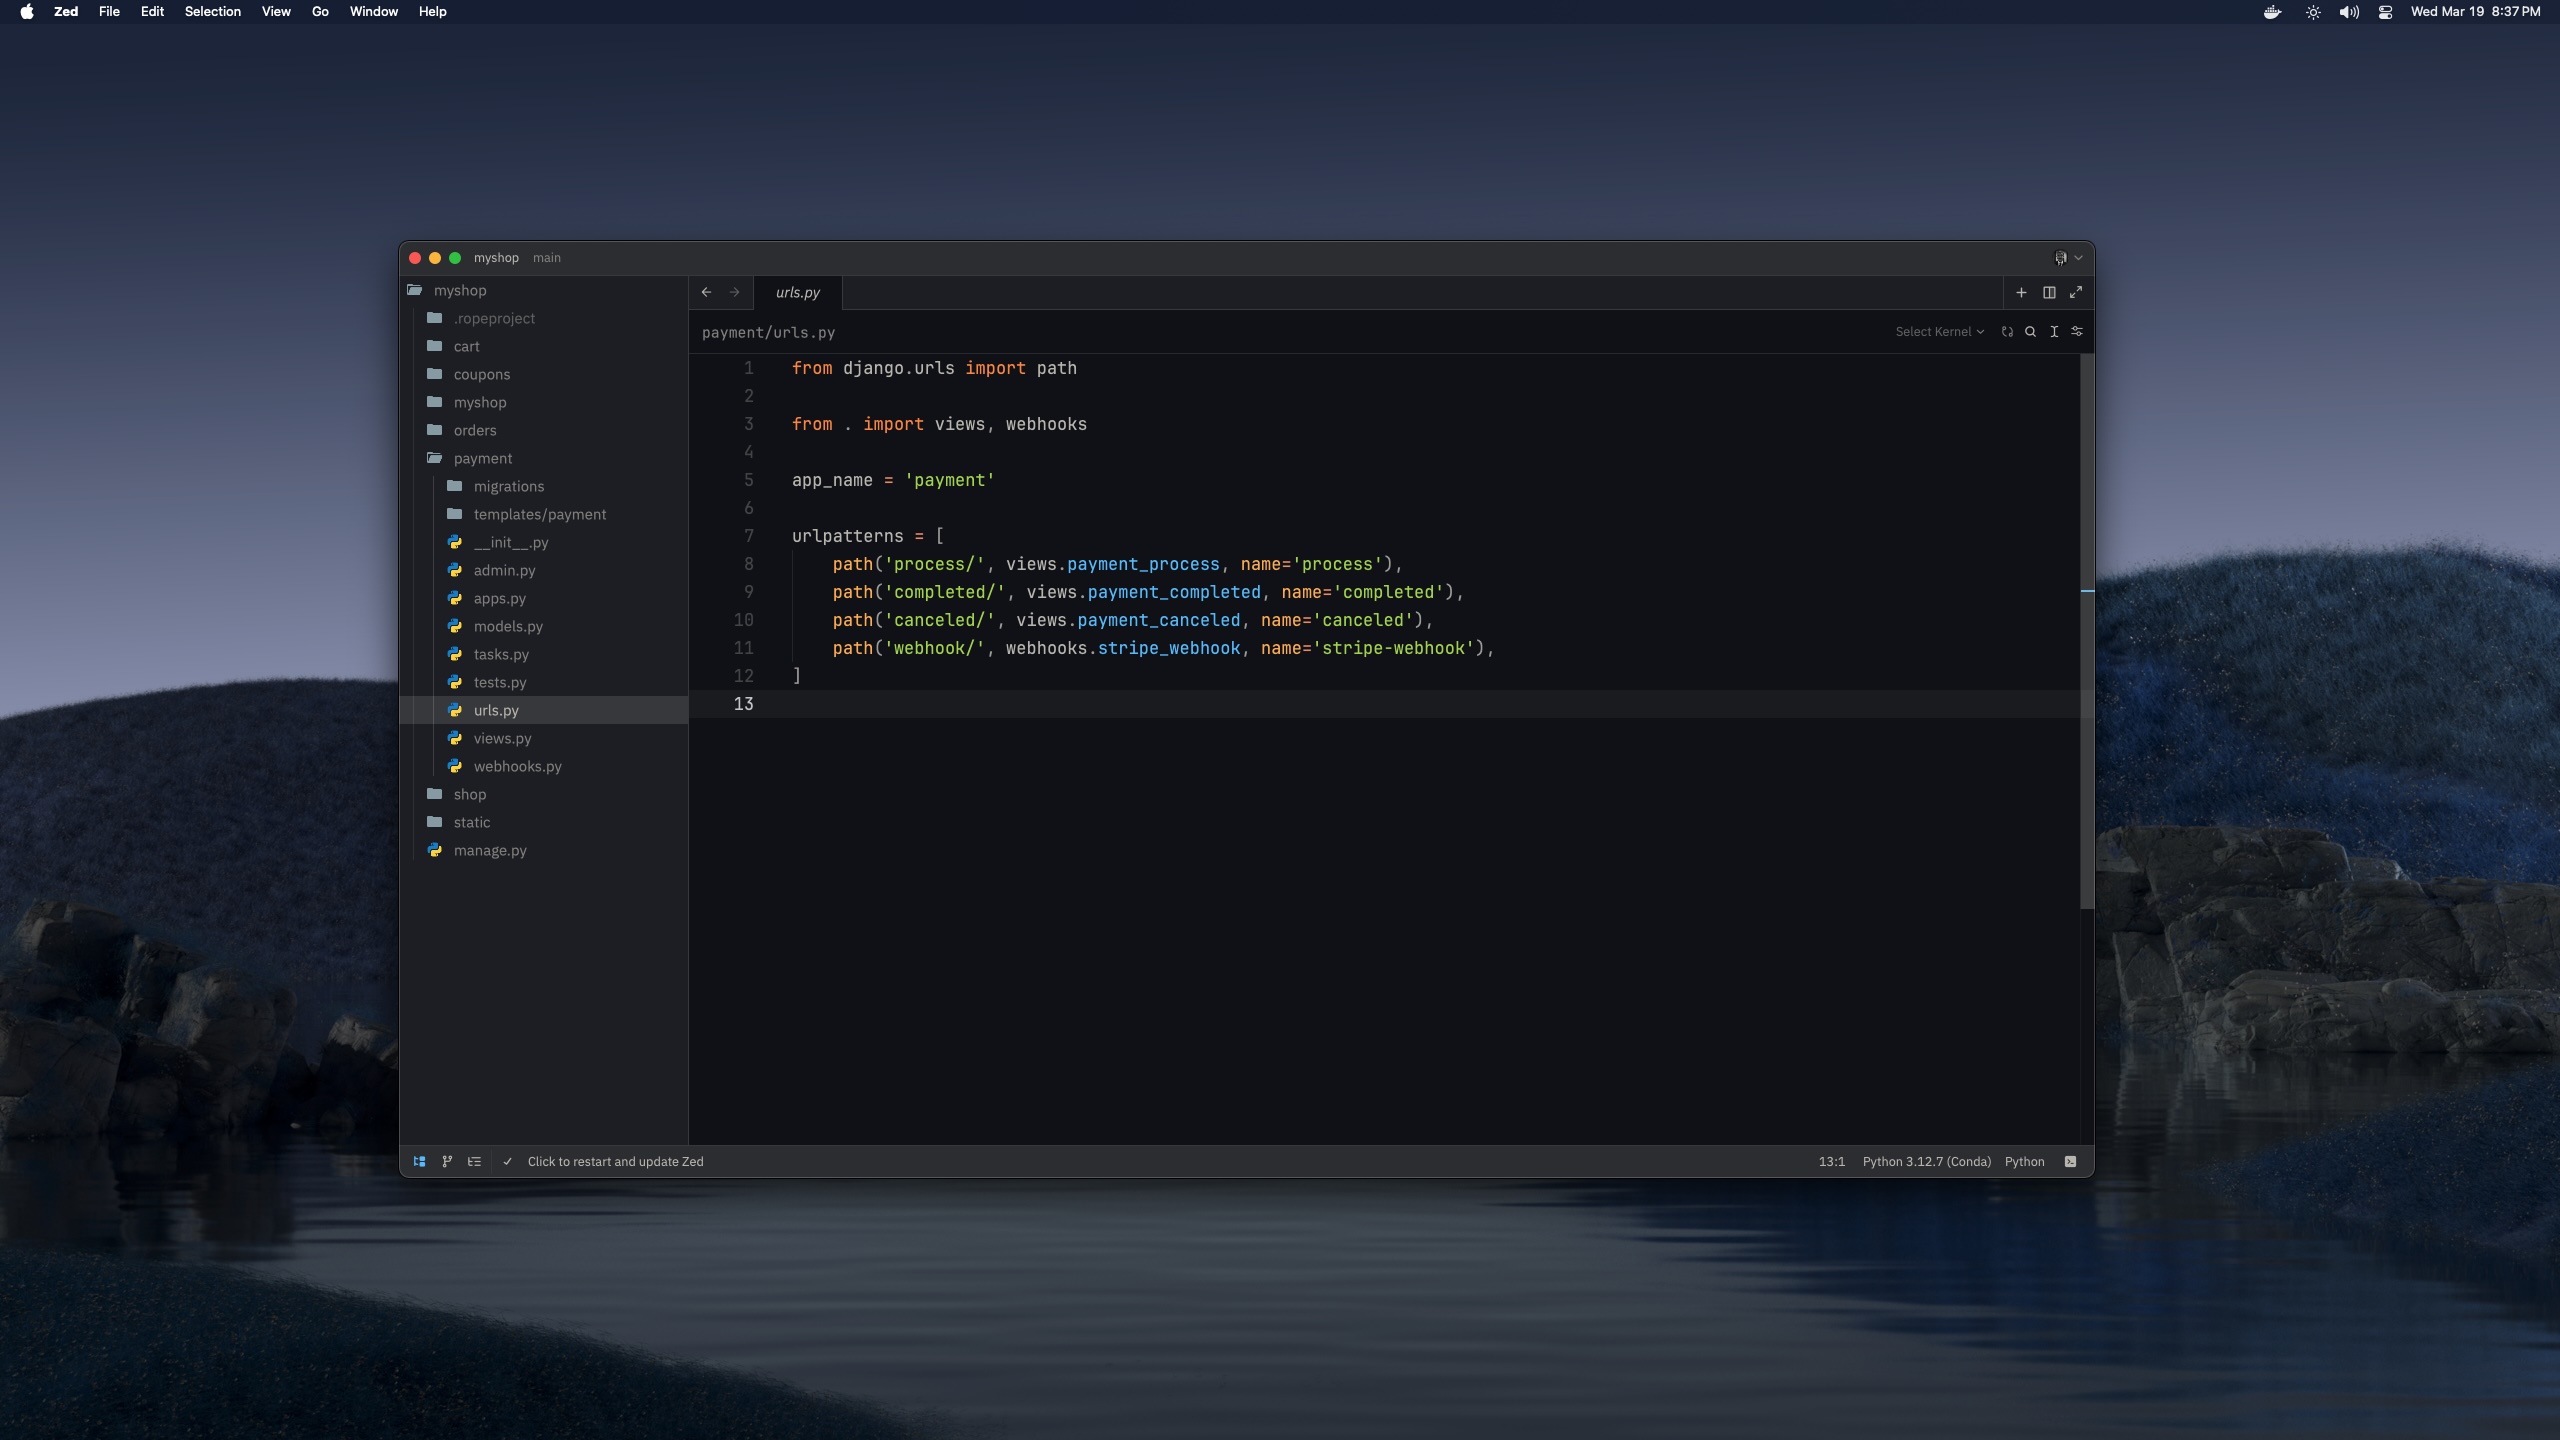 Zed File Edit Selection View Go Window Help Wed Mar 19 8:37 PM
myshop main
myshop
.ropeproject
cart
coupons
myshop
orders
payment
migrations
templates/payment
__init__.py
admin.py
apps.py
models.py
tasks.py
tests.py
urls.py
views.py
webhooks.py
shop
static
manage.py
urls.py
payment/urls.py Select Kernel
1 from django.urls import path
2
3 from . import views, webhooks
4
5 app_name = 'payment'
6
7 urlpatterns = [
8 path('process/', views.payment_process, name='process'),
9 path('completed/', views.payment_completed, name='completed'),
10 path('canceled/', views.payment_canceled, name='canceled'),
11 path('webhook/', webhooks.stripe_webhook, name='stripe-webhook'),
12 ]
13
Click to restart and update Zed 13:1 Python 3.12.7 (Conda) Python